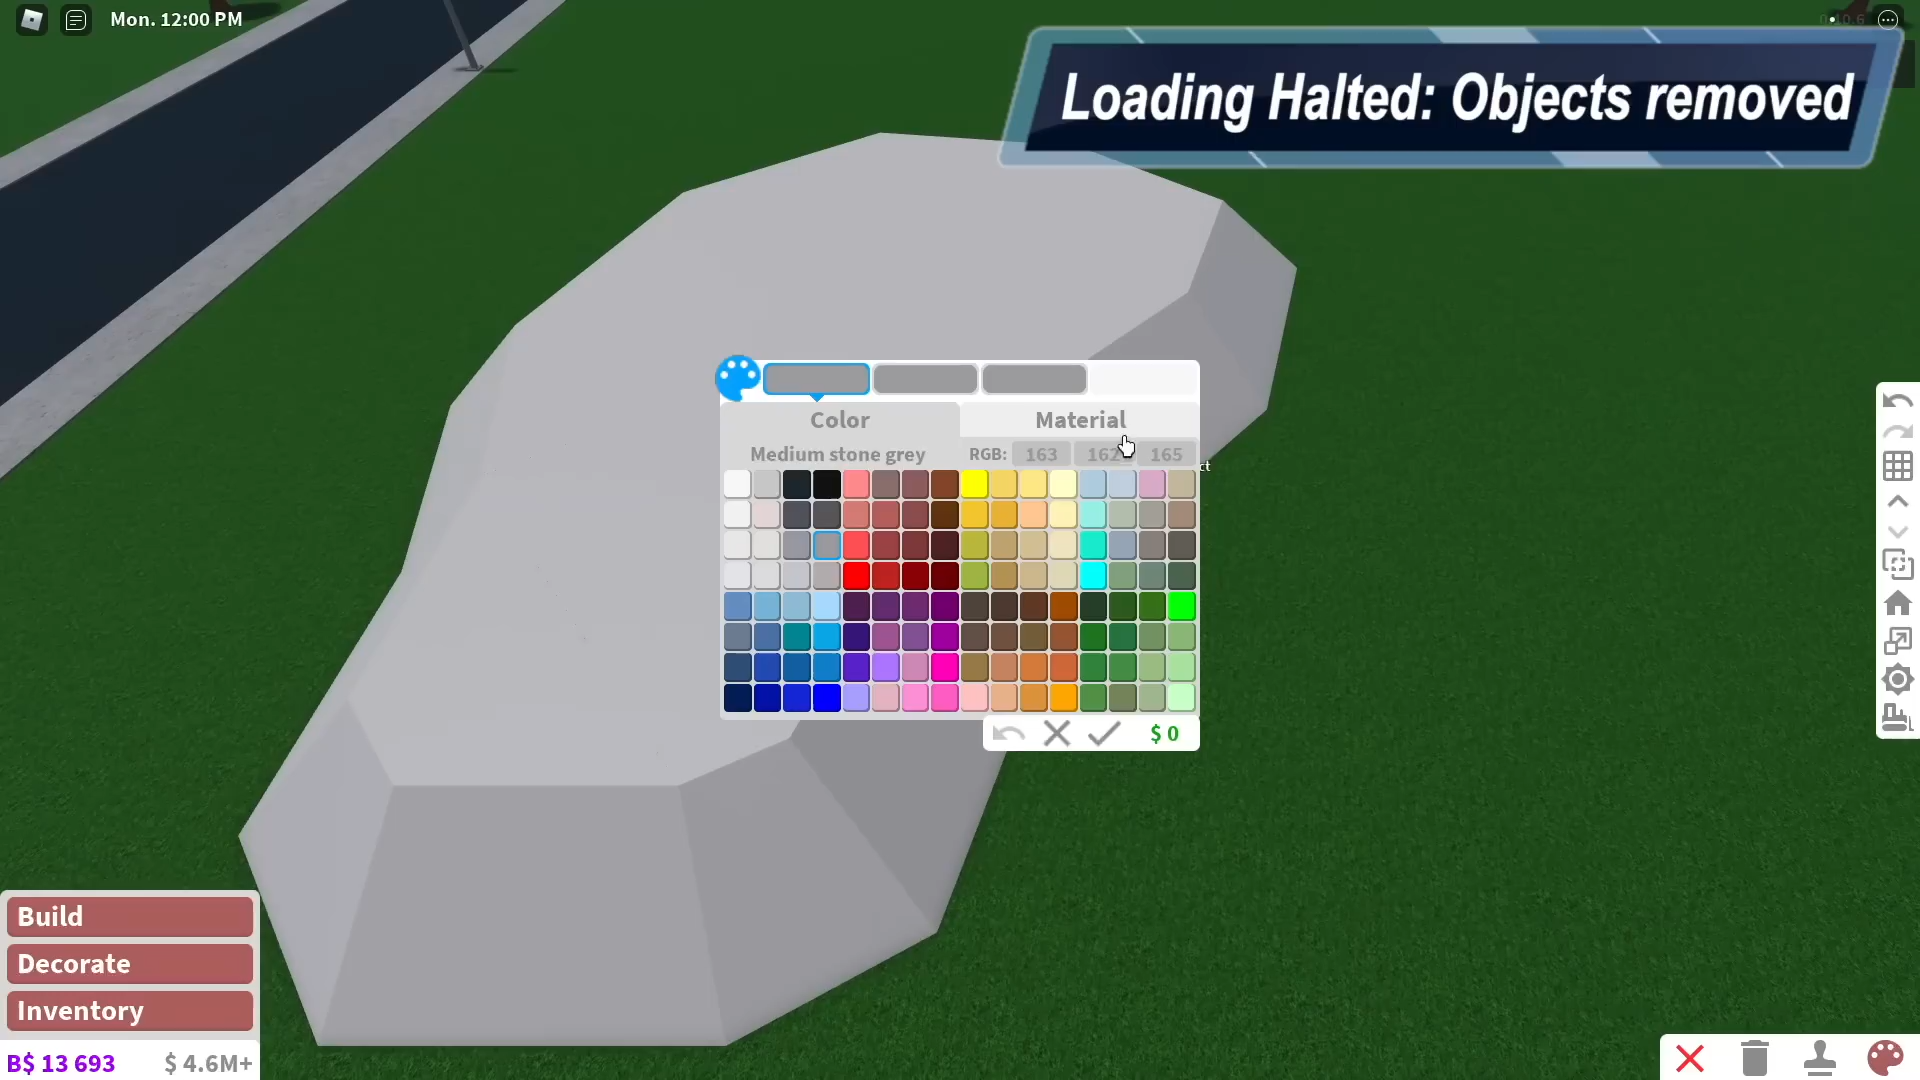 Mon. 12:00 PM
Loading Halted: Objects removed
Color
Material
Medium stone grey
RGB: 163 162 165
ct
$ 0
Build
Decorate
Inventory
B$ 13 693
$ 4.6M+